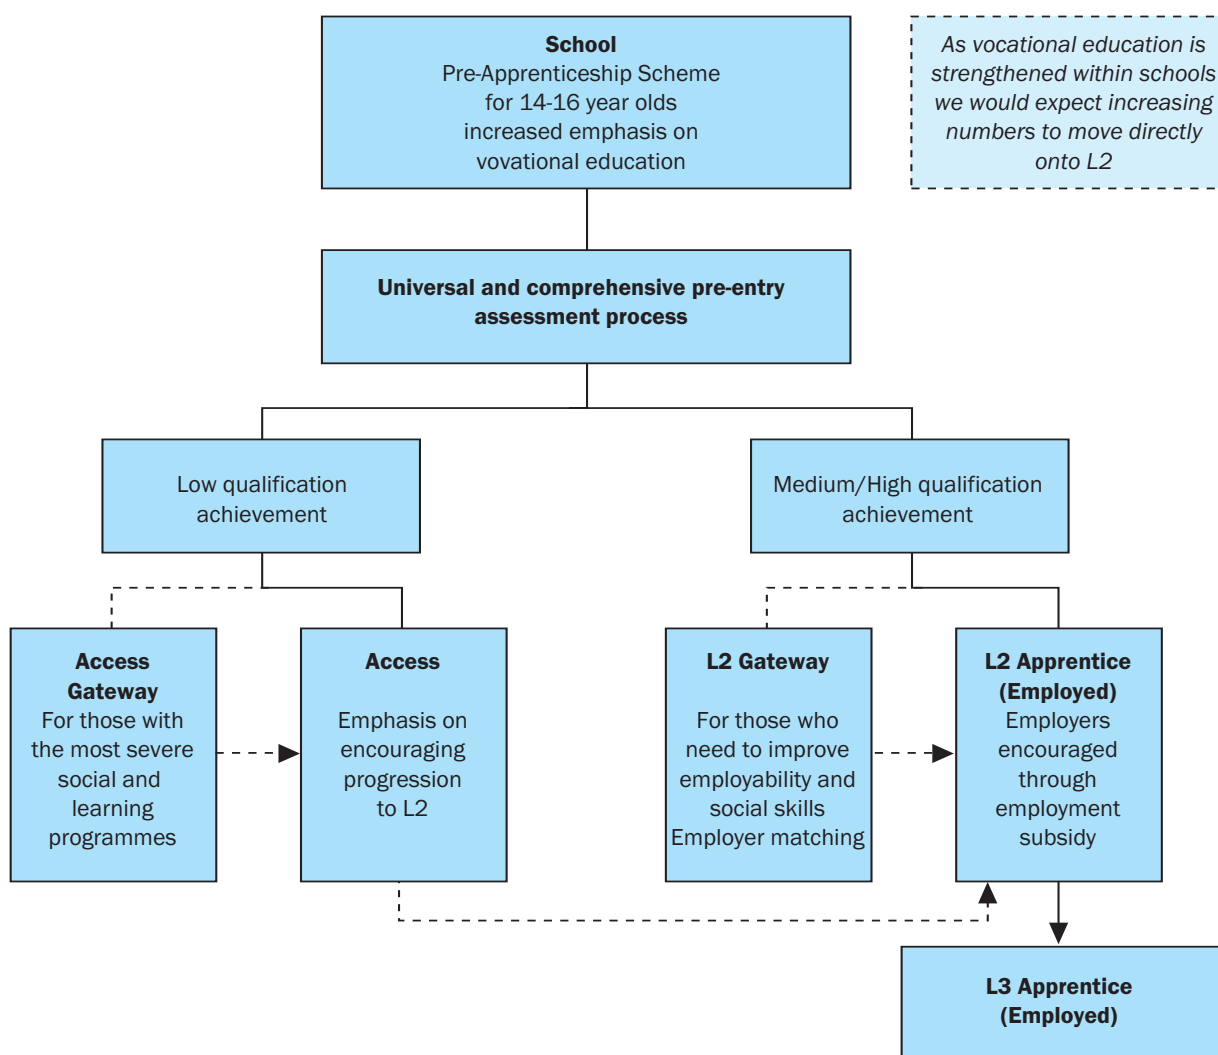 School
Pre-Apprenticeship Scheme
for 14-16 year olds
increased emphasis on
vovational education
As vocational education is
strengthened within schools
we would expect increasing
numbers to move directly
onto L2
Universal and comprehensive pre-entry
assessment process
Low qualification
achievement
Medium/High qualification
achievement
Access
Gateway
For those with
the most severe
social and
learning
programmes
Access
Emphasis on
encouraging
progression
to L2
L2 Gateway
For those who
need to improve
employability and
social skills
Employer matching
L2 Apprentice
(Employed)
Employers
encouraged
through
employment
subsidy
L3 Apprentice
(Employed)